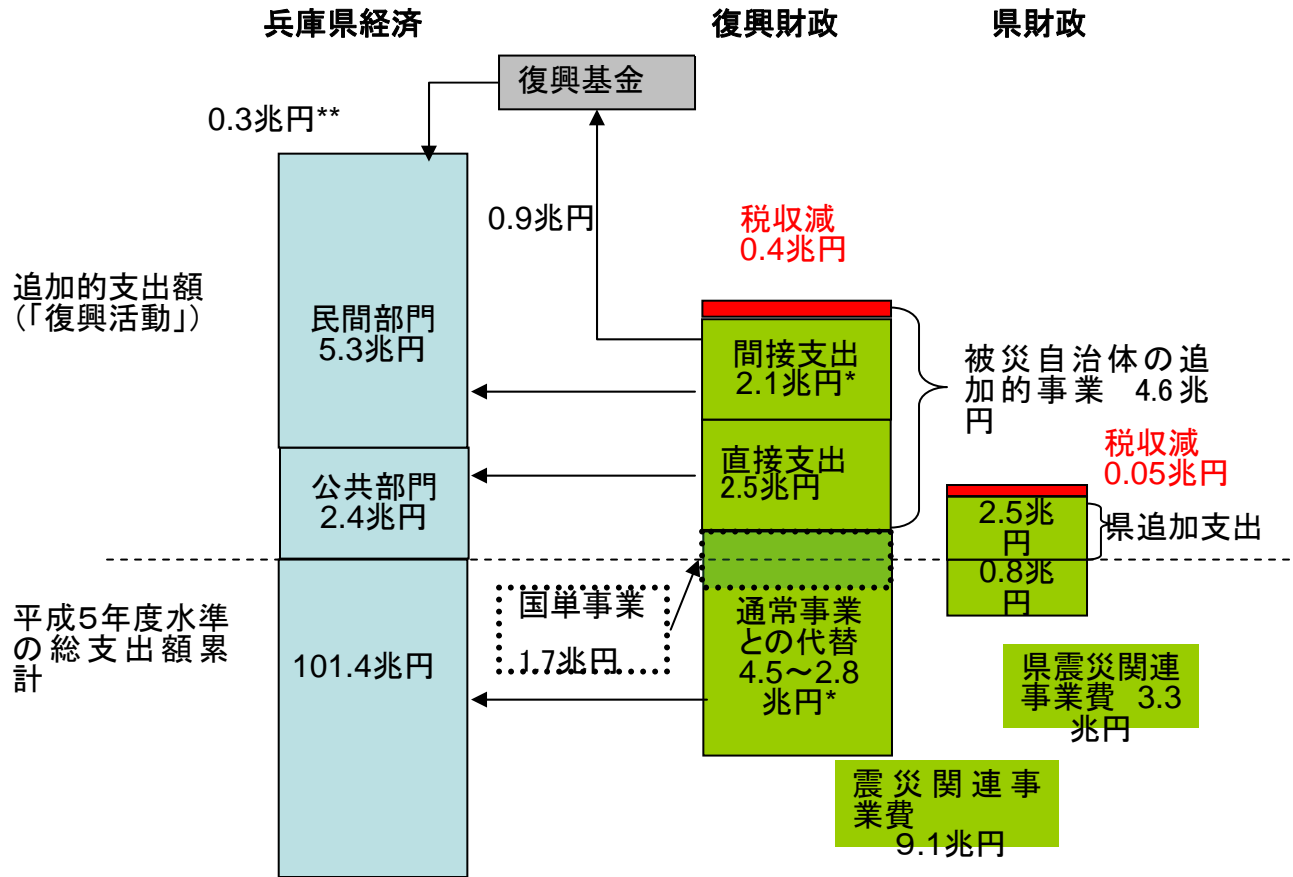 兵庫県経済
復興財政
県財政
復興基金
0.3兆円**
0.9兆円
税収減
0.4兆円
追加的支出額
(「復興活動」)
民間部門
5.3兆円
間接支出
2.1兆円*
被災自治体の追
加的事業 4.6兆
円
税収減
0.05兆円
直接支出
2.5兆円
公共部門
2.4兆円
2.5兆
円
県追加支出
0.8兆
円
平成5年度水準
の総支出額累
計
101.4兆円
国単事業
1.7兆円
通常事業
との代替
4.5~2.8
兆円*
県震災関連
事業費 3.3
兆円
震災関連事
業費
9.1兆円